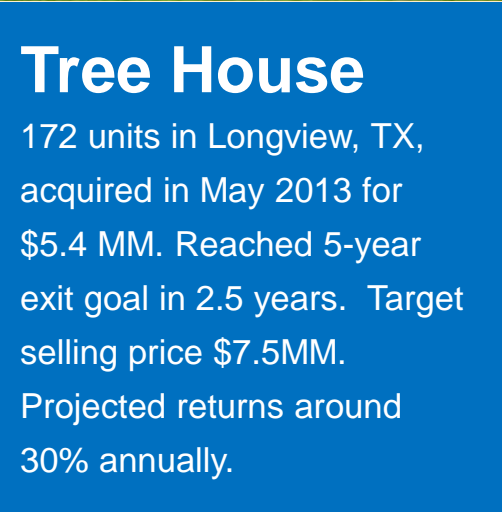 Tree House
172 units in Longview, TX,
acquired in May 2013 for
$5.4 MM. Reached 5-year
exit goal in 2.5 years.  Target
selling price $7.5MM.
Projected returns around
30% annually.